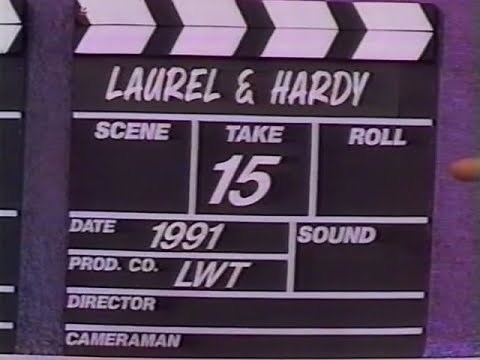 LAUREL & HARDY
SCENE TAKE ROLL
15
DATE 1991 SOUND
PROD. CO. LWT
DIRECTOR
CAMERAMAN